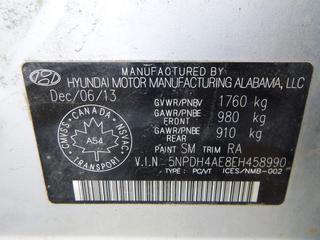 MANUFACTURED BY
HYUNDAI MOTOR MANUFACTURING ALABAMA, LLC
Dec/06/13
GVWR/PNBV 1760 kg
GAWR/PNBE FRONT 980 kg
GAWR/PNBE REAR 910 kg
CANADA
CMVSS NSVAC
A54
TRANSPORT
PAINT SM TRIM RA
V.I.N 5NPDH4AE8EH458990
TYPE : PC/VT ICES/NMB-002